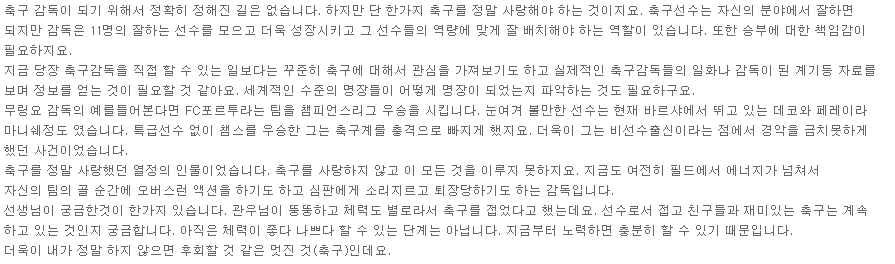 축구 감독이 되기 위해서 정확히 정해진 길은 없습니다. 하지만 단 한가지 축구를 정말 사랑해야 하는 것이지요. 축구선수는 자신의 분야에서 잘하면
되지만 감독은 11명의 잘하는 선수를 모으고 더욱 성장시키고 그 선수들의 역량에 맞게 잘 배치해야 하는 역할이 있습니다. 또한 승부에 대한 책임감이
필요하지요.
지금 당장 축구감독을 직접 할 수 있는 일보다는 꾸준히 축구에 대해서 관심을 가져보기도 하고 실제적인 축구감독들의 일화나 감독이 된 계기등 자료를
보며 정보를 얻는 것이 필요할 것 같아요. 세계적인 수준의 명장들이 어떻게 명장이 되었는지 파악하는 것도 필요하구요.
무링요 감독의 예를들어본다면 FC포르투라는 팀을 챔피언스리그 우승을 시킵니다. 눈여겨 볼만한 선수는 현재 바르샤에서 뛰고 있는 데코와 페레이라
마니쉐정도 였습니다. 특급선수 없이 챔스를 우승한 그는 축구계를 충격으로 빠지게 했지요. 더욱이 그는 비선수출신이라는 점에서 경악을 금치못하게
했던 사건이었습니다.
축구를 정말 사랑했던 열정의 인물이었습니다. 축구를 사랑하지 않고 이 모든 것을 이루지 못하지요. 지금도 여전히 필드에서 에너지가 넘쳐서
자신의 팀의 골 순간에 오버스런 액션을 하기도 하고 심판에게 소리지르고 퇴장당하기도 하는 감독입니다.
선생님이 궁금한것이 한가지 있습니다. 관우님이 뚱뚱하고 체력도 별로라서 축구를 접었다고 했는데요. 선수로서 접고 친구들과 재미있는 축구는 계속
하고 있는 것인지 궁금합니다. 아직은 체력이 좋다 나쁘다 할 수 있는 단계는 아닙니다. 지금부터 노력하면 충분히 할 수 있기 때문입니다.
더욱이 내가 정말 하지 않으면 후회할 것 같은 멋진 것(축구)인데요.